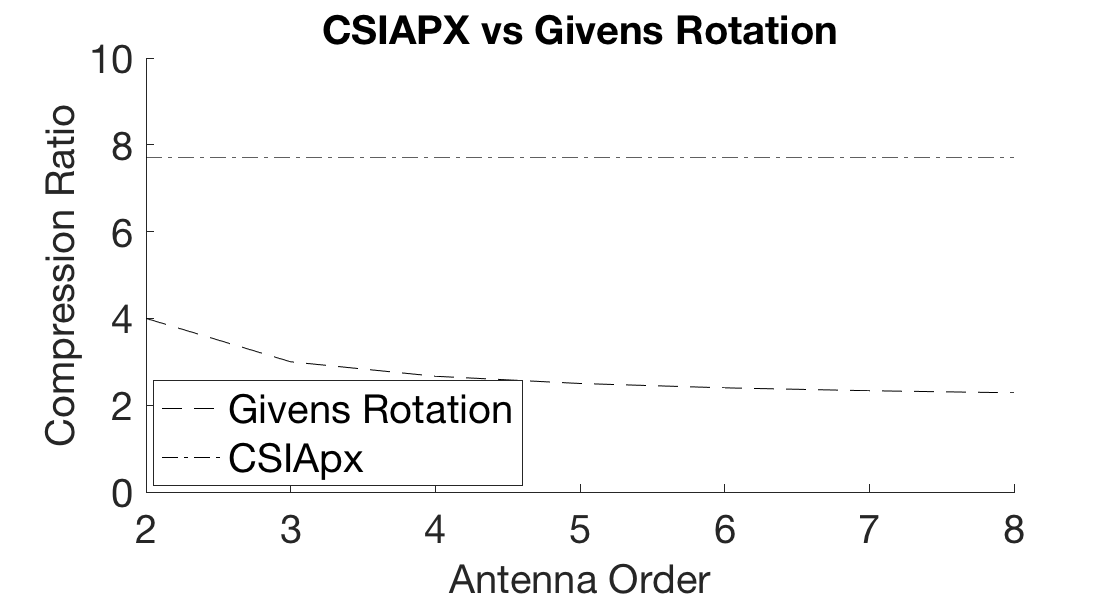 CSIAPX vs Givens Rotation
Compression Ratio
10
8
6
4
2
0
Givens Rotation
CSIApx
2 3 4 5 6 7 8
Antenna Order